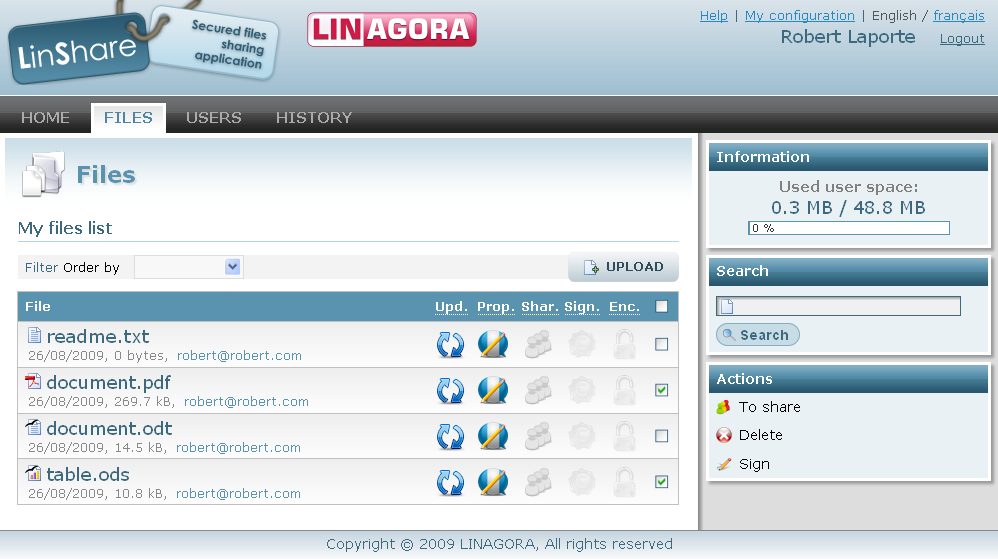 LinShare
Secured files
sharing
application
LINAGORA
Help | My configuration | English / français
Robert Laporte Logout
HOME FILES USERS HISTORY
Files
My files list
Filter Order by
UPLOAD
File Upd. Prop. Shar. Sign. Enc.
readme.txt
26/08/2009, 0 bytes, robert@robert.com
document.pdf
26/08/2009, 269.7 kB, robert@robert.com
document.odt
26/08/2009, 14.5 kB, robert@robert.com
table.ods
26/08/2009, 10.8 kB, robert@robert.com
Information
Used user space:
0.3 MB / 48.8 MB
0 %
Search
Search
Actions
To share
Delete
Sign
Copyright © 2009 LINAGORA, All rights reserved